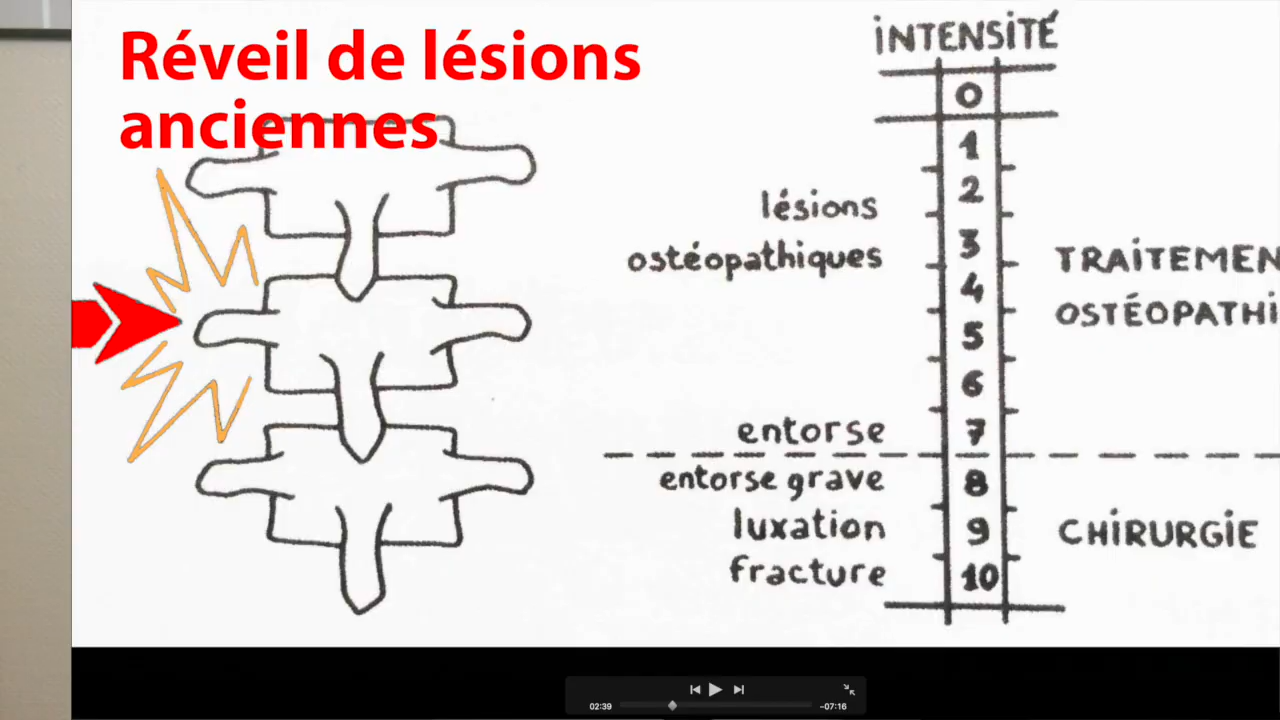 Réveil de lésions
anciennes
iNTENSiTÉ
0
1
2
lésions
3
ostéopathiques
TRAiTEMEN
4
OSTÉOPATHi
5
6
entorse
7
entorse grave
8
luxation
9
CHiRURGiE
fracture
10
02:39
-07:16